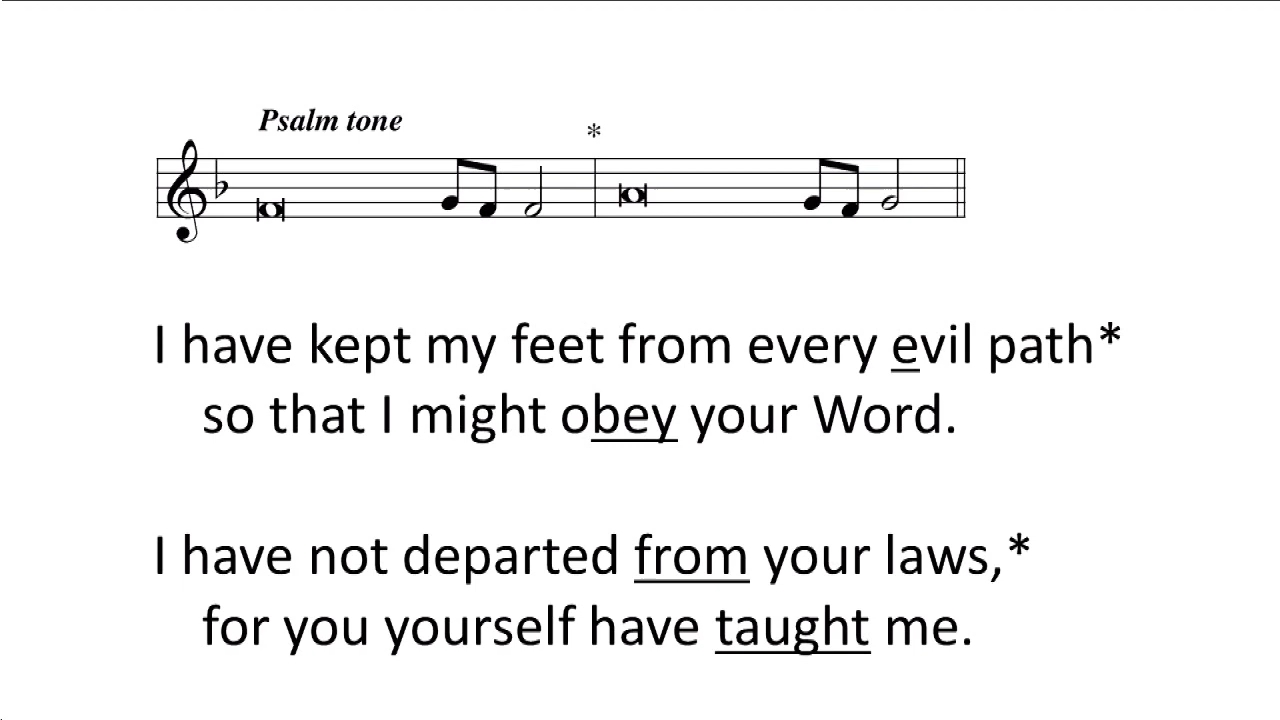 Psalm tone
*
I have kept my feet from every evil path*
so that I might obey your Word.
I have not departed from your laws,*
for you yourself have taught me.